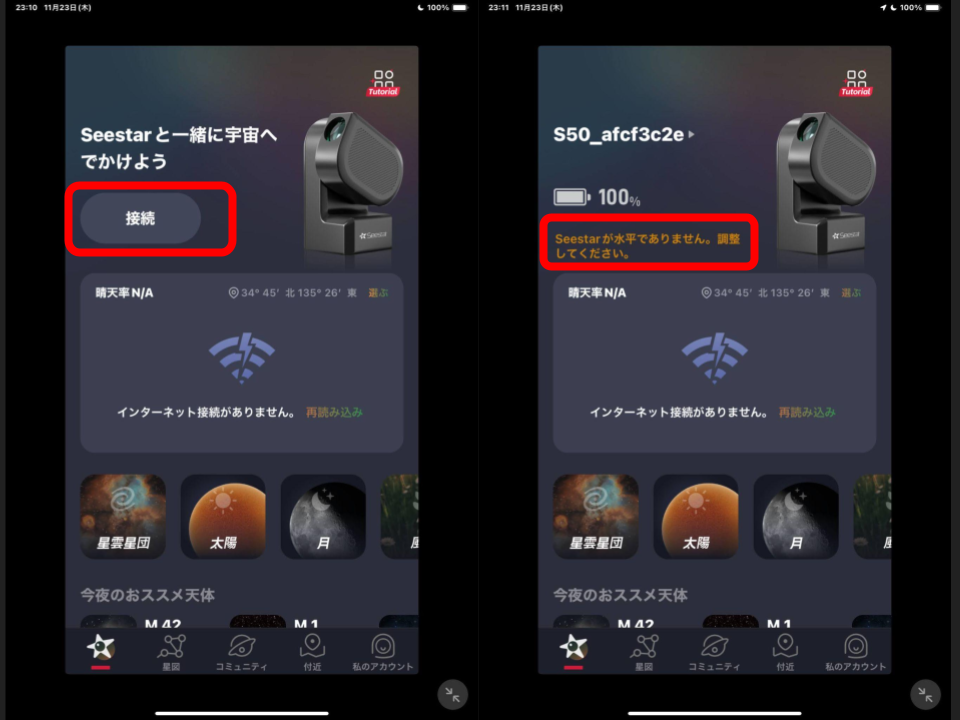 23:10 11月23日(木)
100%
Tutorial
Seestarと一緒に宇宙へ
でかけよう
接続
Seestar
晴天率N/A
34° 45′ 北 135° 26′ 東
選ぶ
インターネット接続がありません。 再読み込み
星雲星団
太陽
月
今夜のおススメ天体
M 42
M 1
星図
コミュニティ
付近
私のアカウント
23:11 11月23日(木)
100%
Tutorial
S50_afcf3c2e
100%
Seestarが水平でありません。調整
してください。
Seestar
晴天率N/A
34° 45′ 北 135° 26′ 東
選ぶ
インターネット接続がありません。 再読み込み
星雲星団
太陽
月
今夜のおススメ天体
M 42
M 1
星図
コミュニティ
付近
私のアカウント